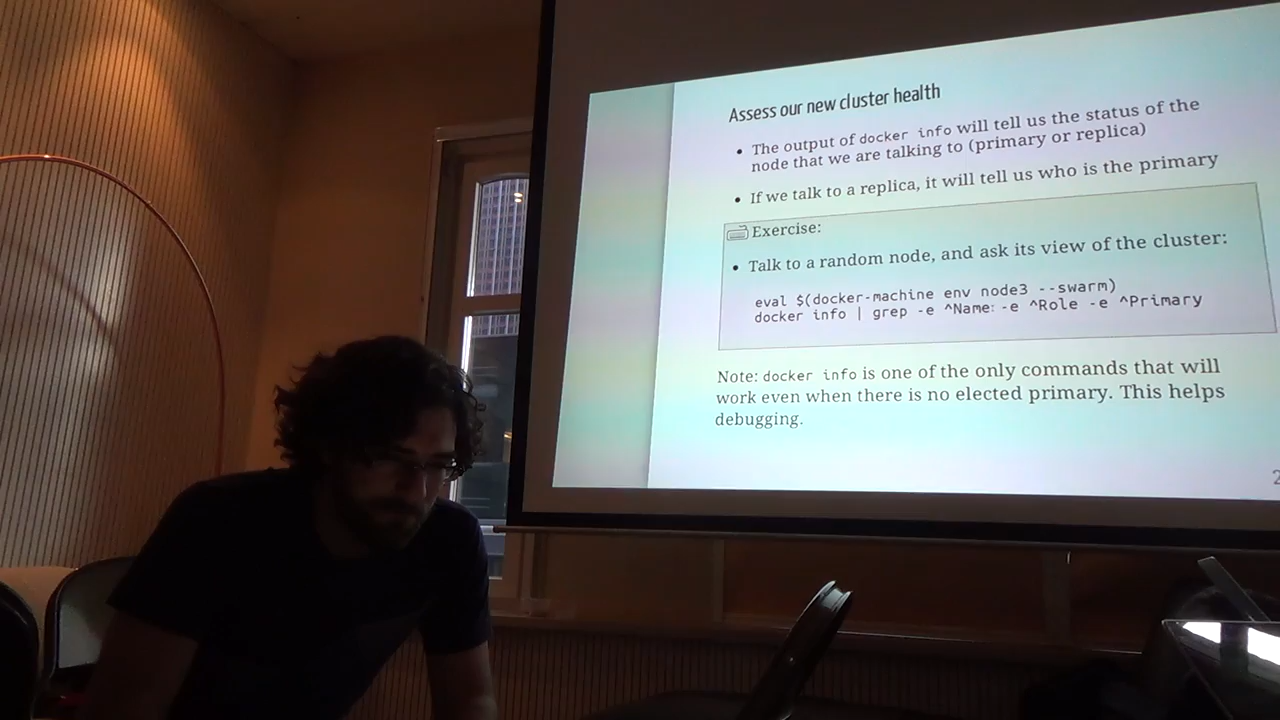 Assess our new cluster health
• The output of docker info will tell us the status of the
node that we are talking to (primary or replica)
• If we talk to a replica, it will tell us who is the primary
Exercise:
• Talk to a random node, and ask its view of the cluster:
eval $(docker-machine env node3 --swarm)
docker info | grep -e ^Name: -e ^Role -e ^Primary
Note: docker info is one of the only commands that will
work even when there is no elected primary. This helps
debugging.